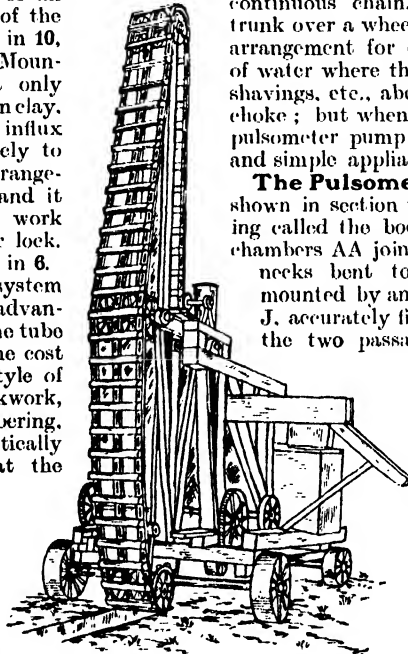 of the
in 10,
Moun-
only
n clay.
influx
ely to
range-
and it
work
r lock.
in 6.
system
advan-
ne tube
he cost
tyle of
kwork,
bering,
tically
at the
continuous chain.
trunk over a whee
arrangement for
of water where th
shavings, etc., abo
choke ; but when
pulsometer pump
and simple applia
The Pulsome
shown in section
ing called the bo
chambers AA join
necks bent to
mounted by an
J, accurately fi
the two passa